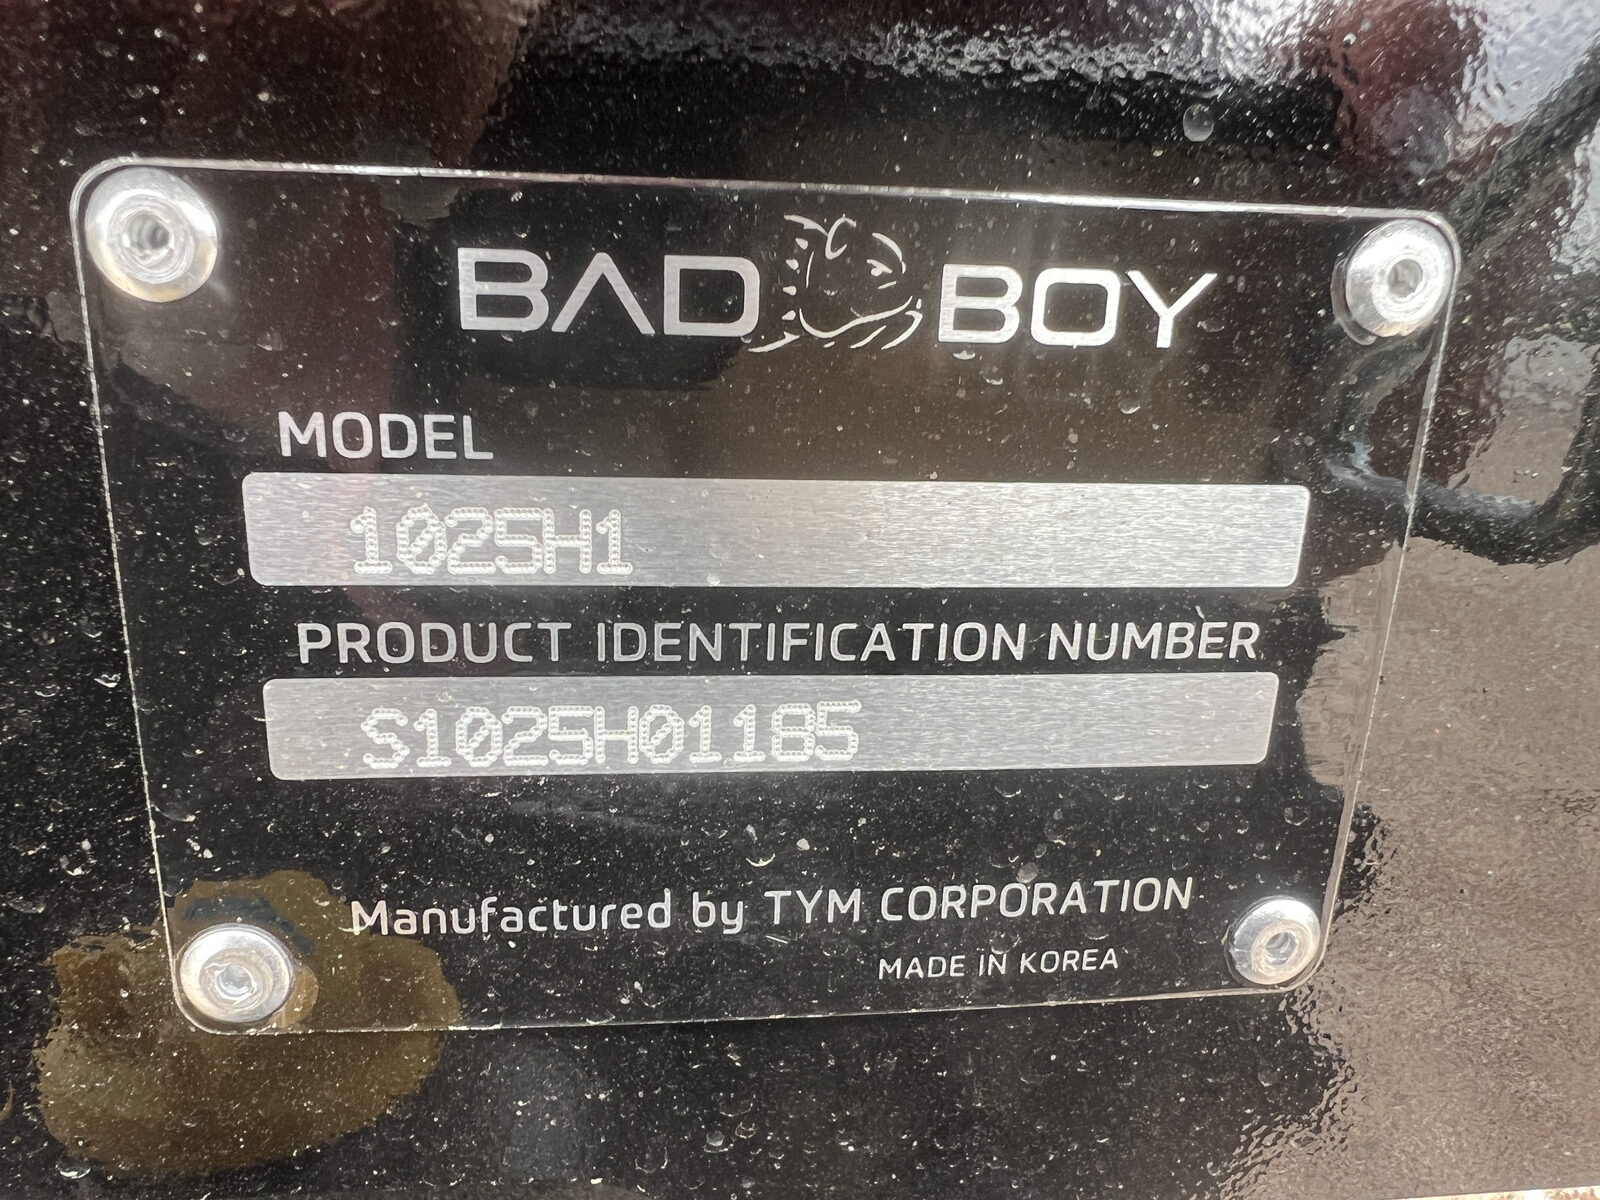 BAD BOY
MODEL
1025H1
PRODUCT IDENTIFICATION NUMBER
S1025H01185
Manufactured by TYM CORPORATION
MADE IN KOREA